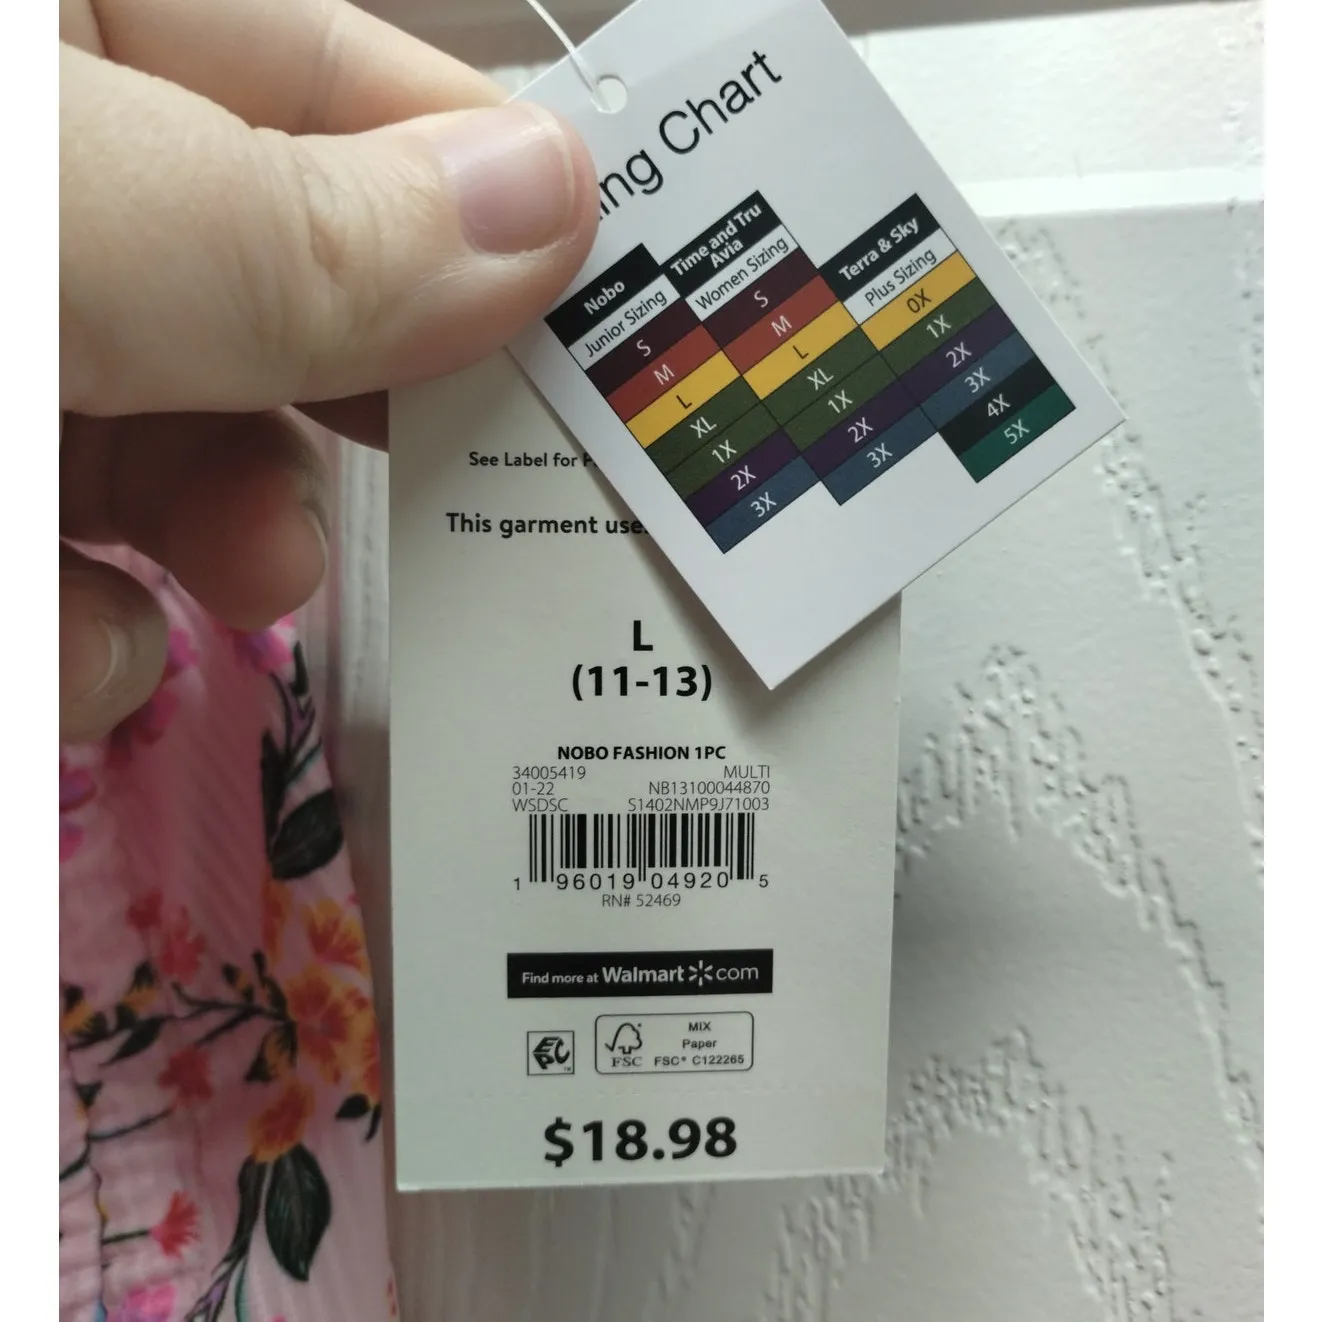 ing Chart
Nobo
Junior Sizing
S
M
L
XL
1X
2X
3X
Time and Tru
Avia
Women Sizing
S
M
L
XL
1X
2X
3X
Terra & Sky
Plus Sizing
0X
1X
2X
3X
4X
5X
See Label for
This garment use
L
(11-13)
NOBO FASHION 1PC
34005419 MULTI
01-22 NB13100044870
WSDSC S1402NMP9J71003
1 96019 04920 5
RN# 52469
Find more at Walmart com
EPC™
FSC
MIX
Paper
FSC® C122265
$18.98